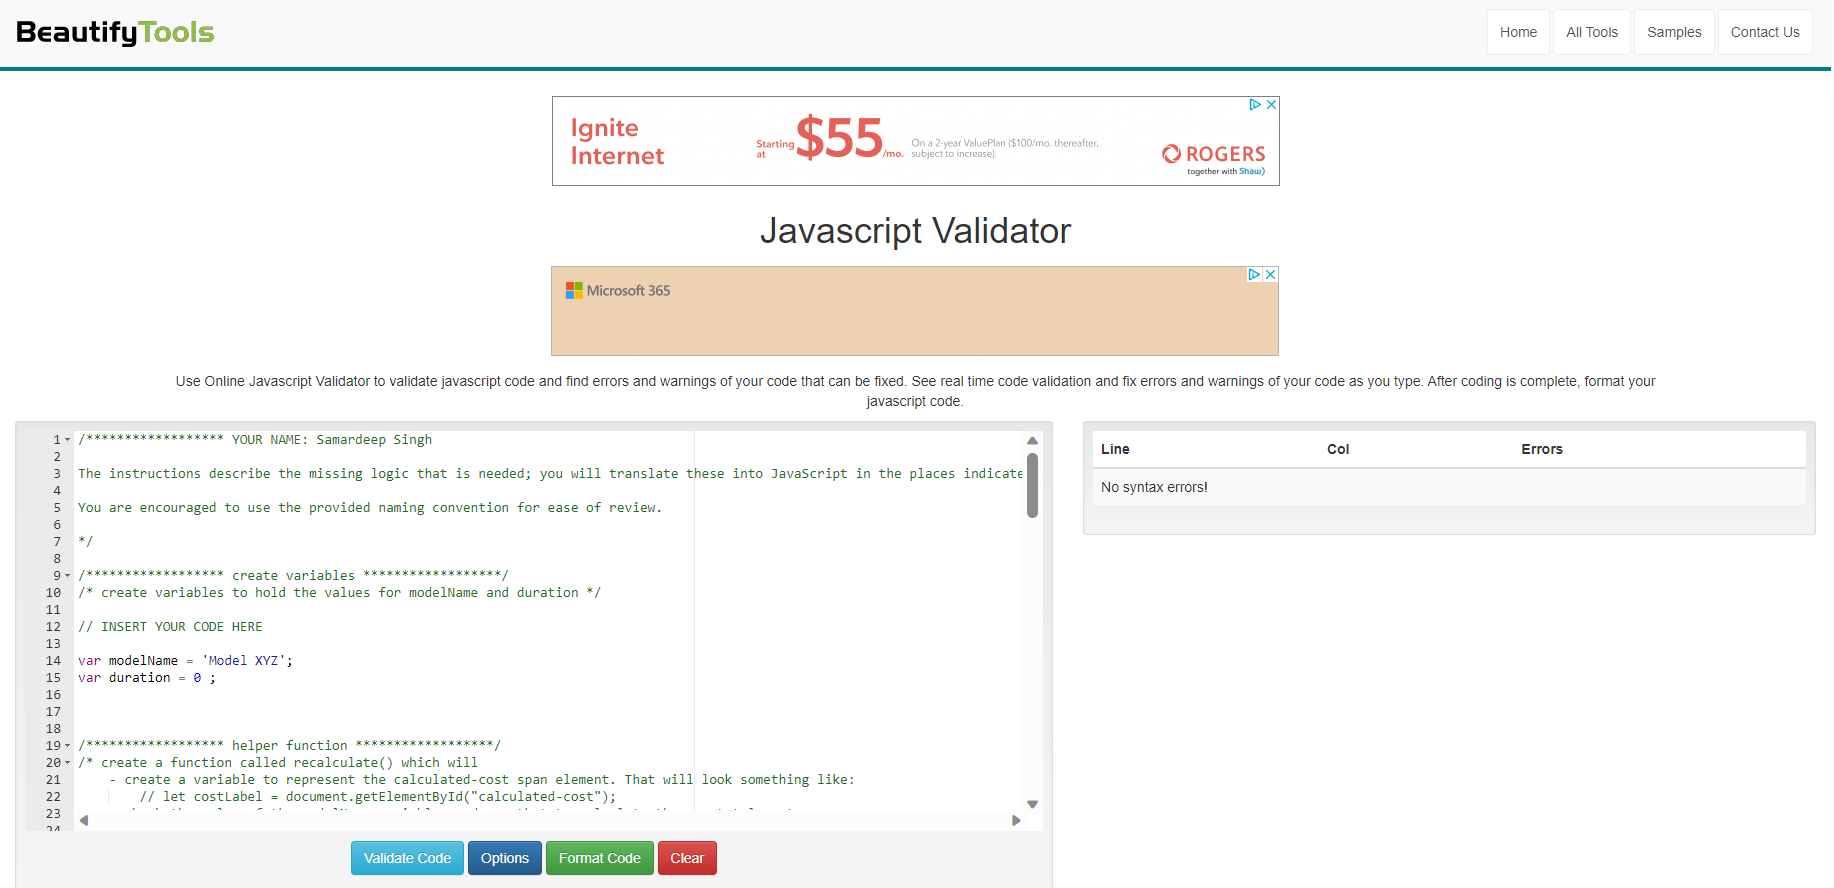 BeautifyTools
Home
All Tools
Samples
Contact Us
Ignite
Internet
Starting
at
$55
/mo.
On a 2-year ValuePlan ($100/mo. thereafter,
subject to increase).
ROGERS
together with Shaw)
Javascript Validator
Microsoft 365
Use Online Javascript Validator to validate javascript code and find errors and warnings of your code that can be fixed. See real time code validation and fix errors and warnings of your code as you type. After coding is complete, format your
javascript code.
1 /****************** YOUR NAME: Samardeep Singh
2
3 The instructions describe the missing logic that is needed; you will translate these into JavaScript in the places indicate
4
5 You are encouraged to use the provided naming convention for ease of review.
6
7 */
8
9 /****************** create variables ******************/
10 /* create variables to hold the values for modelName and duration */
11
12 // INSERT YOUR CODE HERE
13
14 var modelName = 'Model XYZ';
15 var duration = 0 ;
16
17
18
19 /****************** helper function ******************/
20 /* create a function called recalculate() which will
21 - create a variable to represent the calculated-cost span element. That will look something like:
22 // let costLabel = document.getElementById("calculated-cost");
23
24
Line Col Errors
No syntax errors!
Validate Code
Options
Format Code
Clear